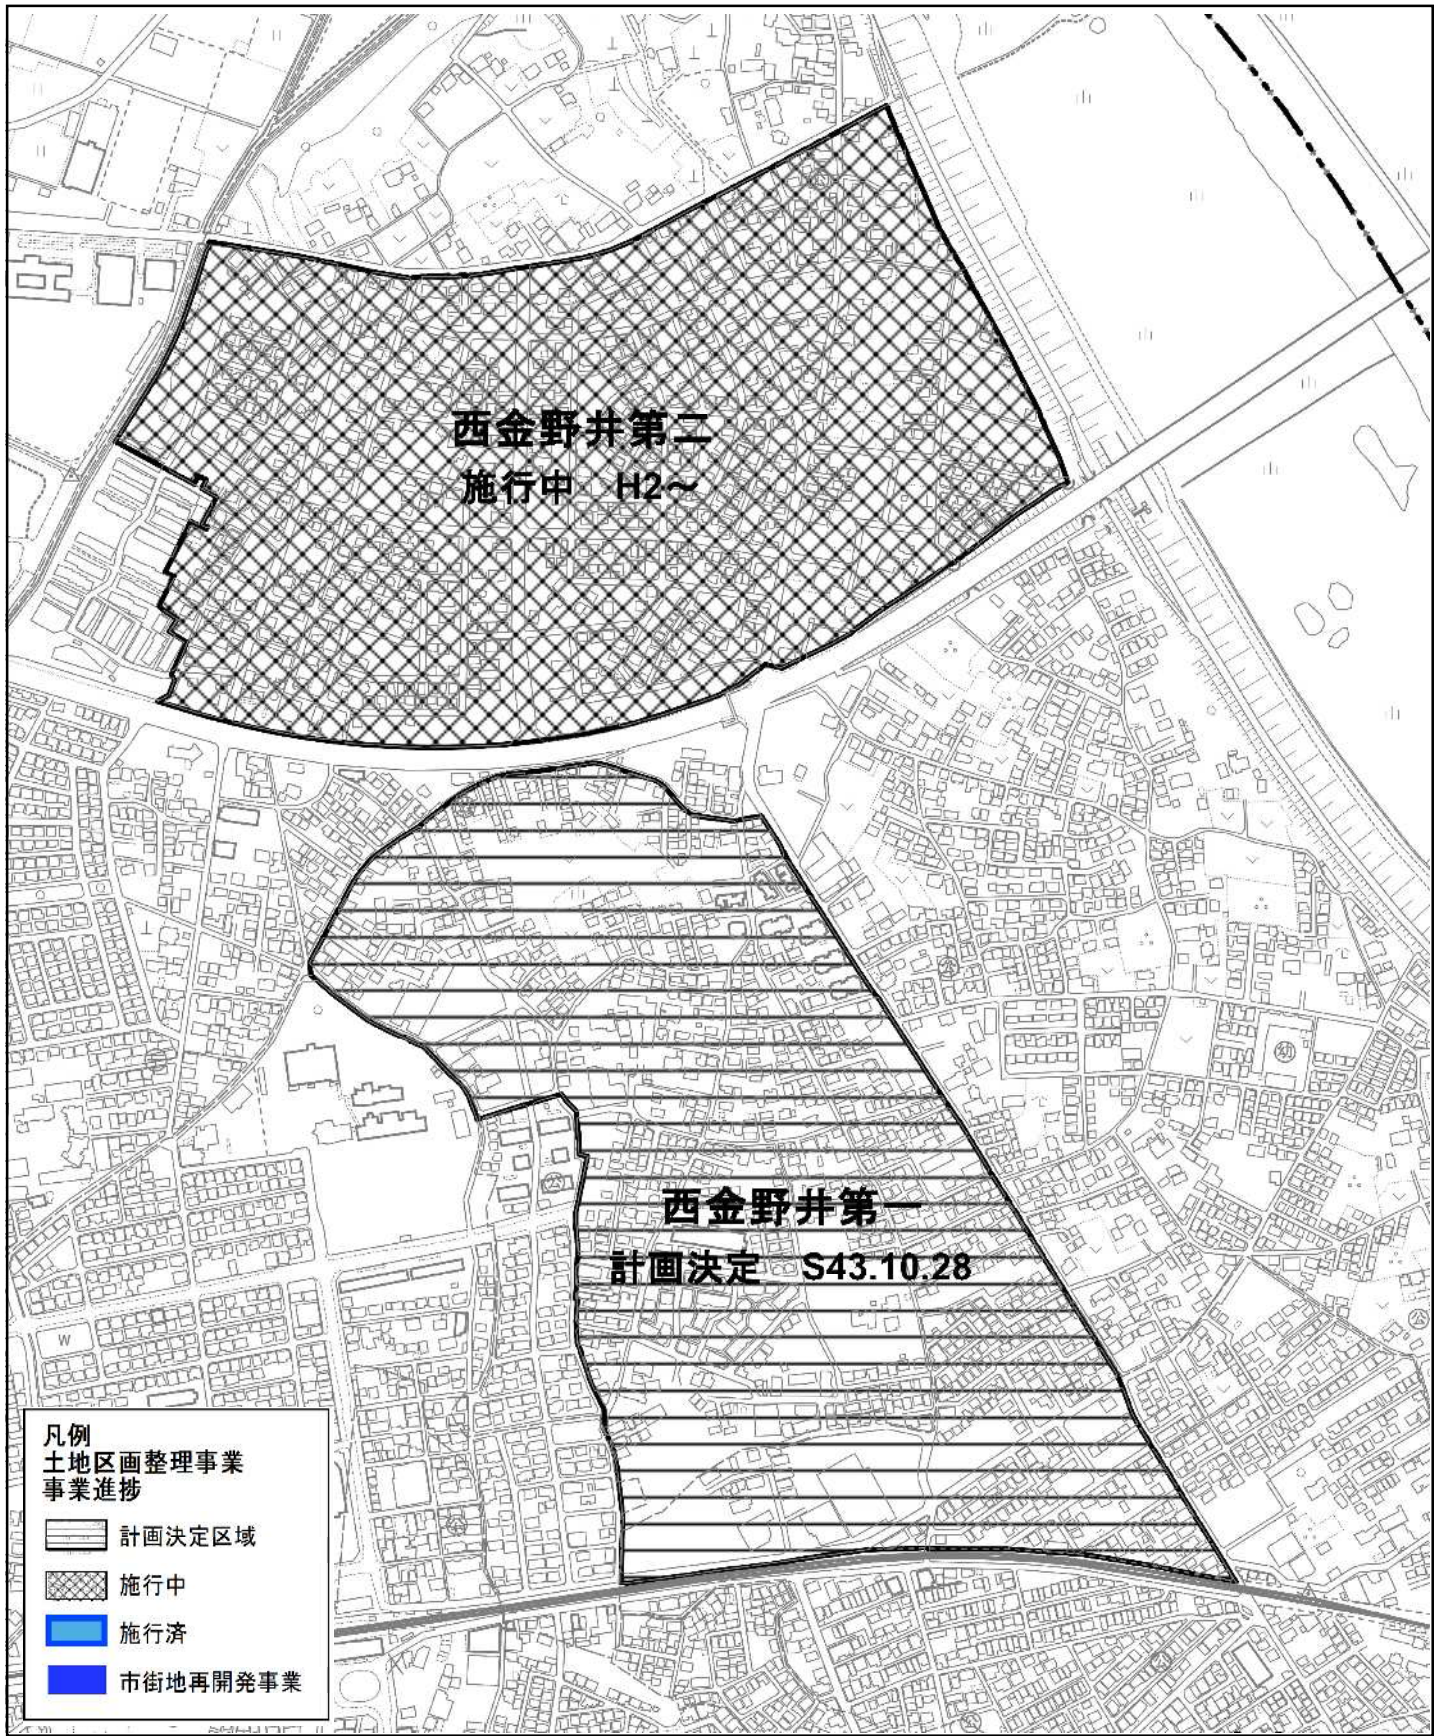 西金野井第二
施行中　H2～
西金野井第一
計画決定　S43.10.28
W
凡例
土地区画整理事業
事業進捗
計画決定区域
施行中
施行済
市街地再開発事業